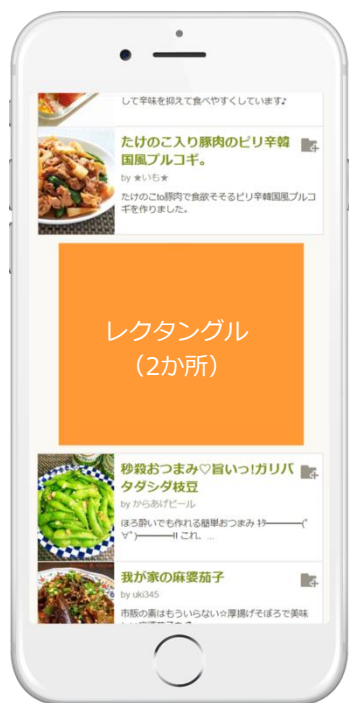 して辛味を抑えて食べやすくしています♪
たけのこ入り豚肉のピリ辛韓
国風プルコギ。
by ★いも★
たけのこto豚肉で食欲そそるピリ辛韓国風プルコ
ギを作りました。
レクタングル
（2か所）
秒殺おつまみ♡旨いっ!ガリバ
タダシダ枝豆
by からあげビール
ほろ酔いでも作れる簡単おつまみ ｷﾀ━━━━(ﾟ
∀ﾟ)━━━━!! これ、...
我が家の麻婆茄子
by uki345
市販の素はもういらない☆厚揚げそぼろで美味